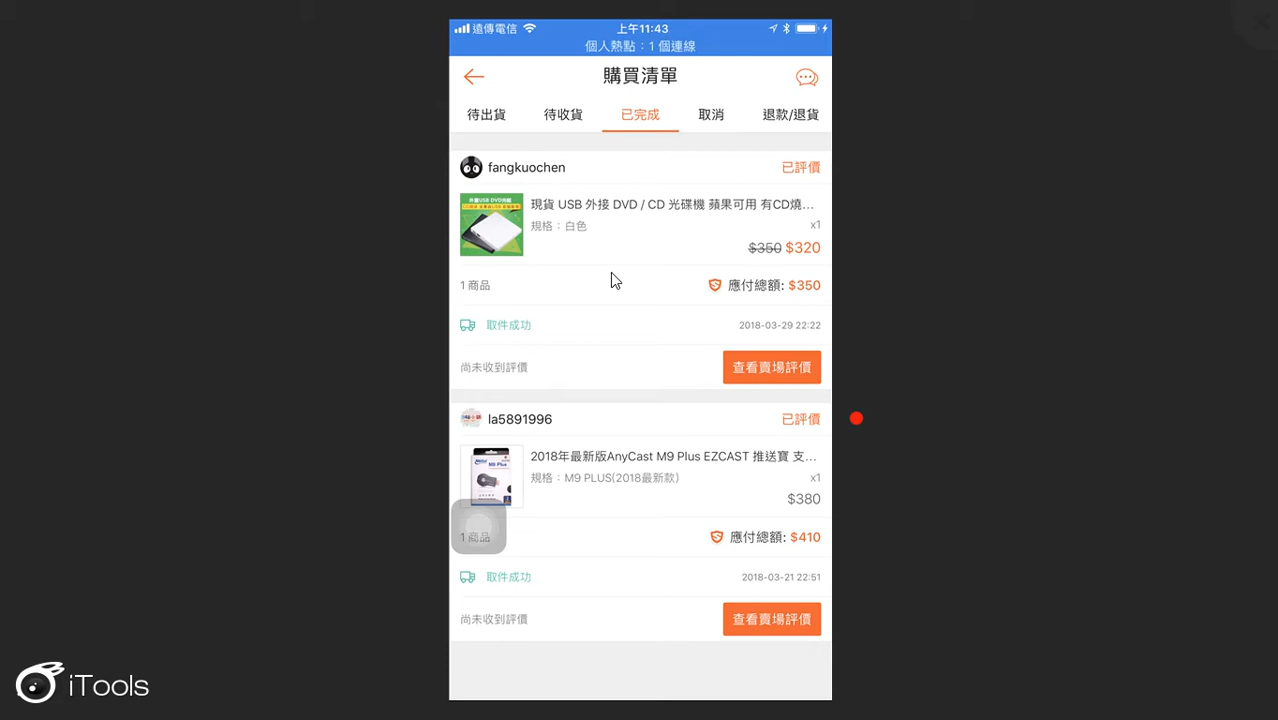 遠傳電信 上午11:43
個人熱點：1 個連線
購買清單
待出貨 待收貨 已完成 取消 退款/退貨
fangkuochen 已評價
現貨 USB 外接 DVD / CD 光碟機 蘋果可用 有CD燒...
規格：白色 x1
$350 $320
1 商品 應付總額: $350
取件成功 2018-03-29 22:22
尚未收到評價 查看賣場評價
la5891996 已評價
2018年最新版AnyCast M9 Plus EZCAST 推送寶 支...
規格：M9 PLUS(2018最新款) x1
M9 Plus
$380
1 商品 應付總額: $410
取件成功 2018-03-21 22:51
尚未收到評價 查看賣場評價
iTools